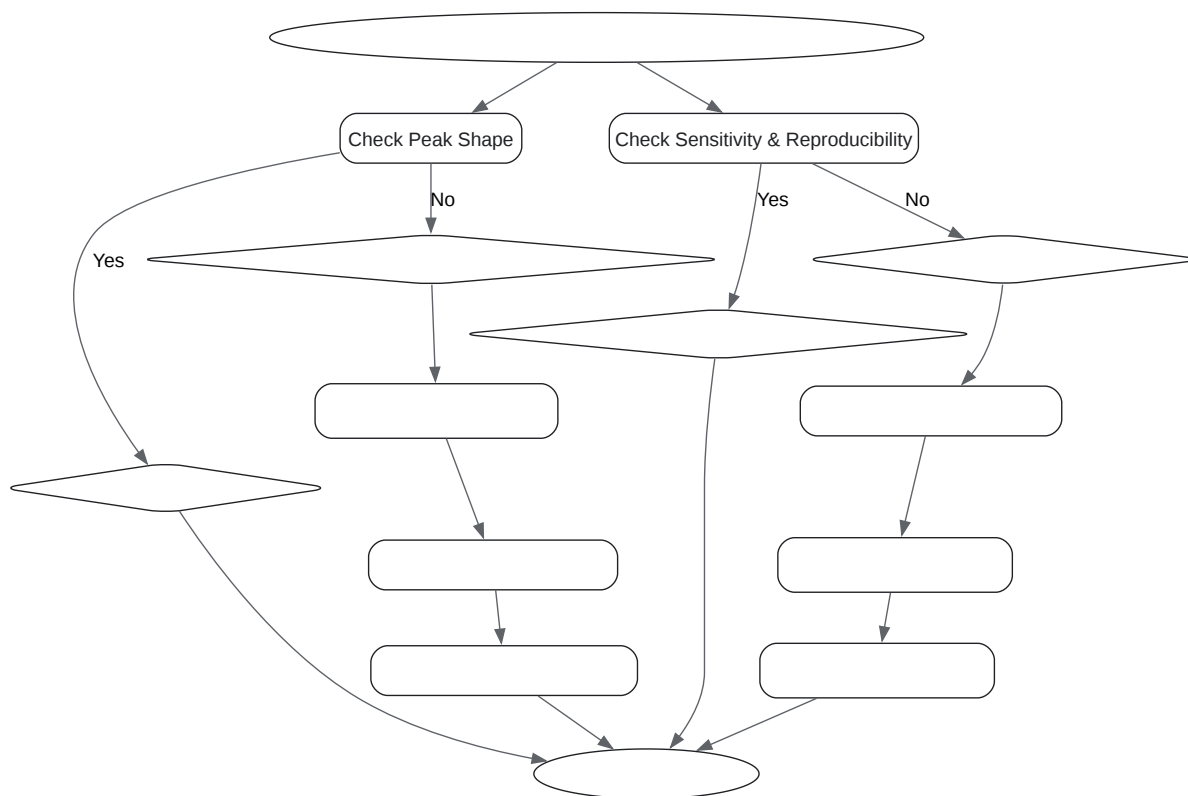 Check Peak Shape
Check Sensitivity & Reproducibility
No
Yes
No
Yes